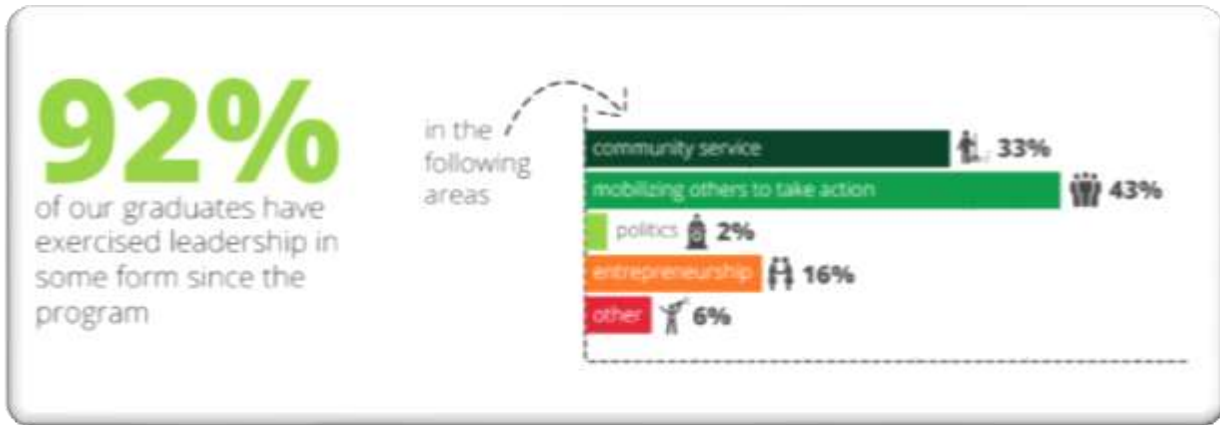 92%
of our graduates have
exercised leadership in
some form since the
program
in the
following
areas
community service 33%
mobilizing others to take action 43%
politics 2%
entrepreneurship 16%
other 6%